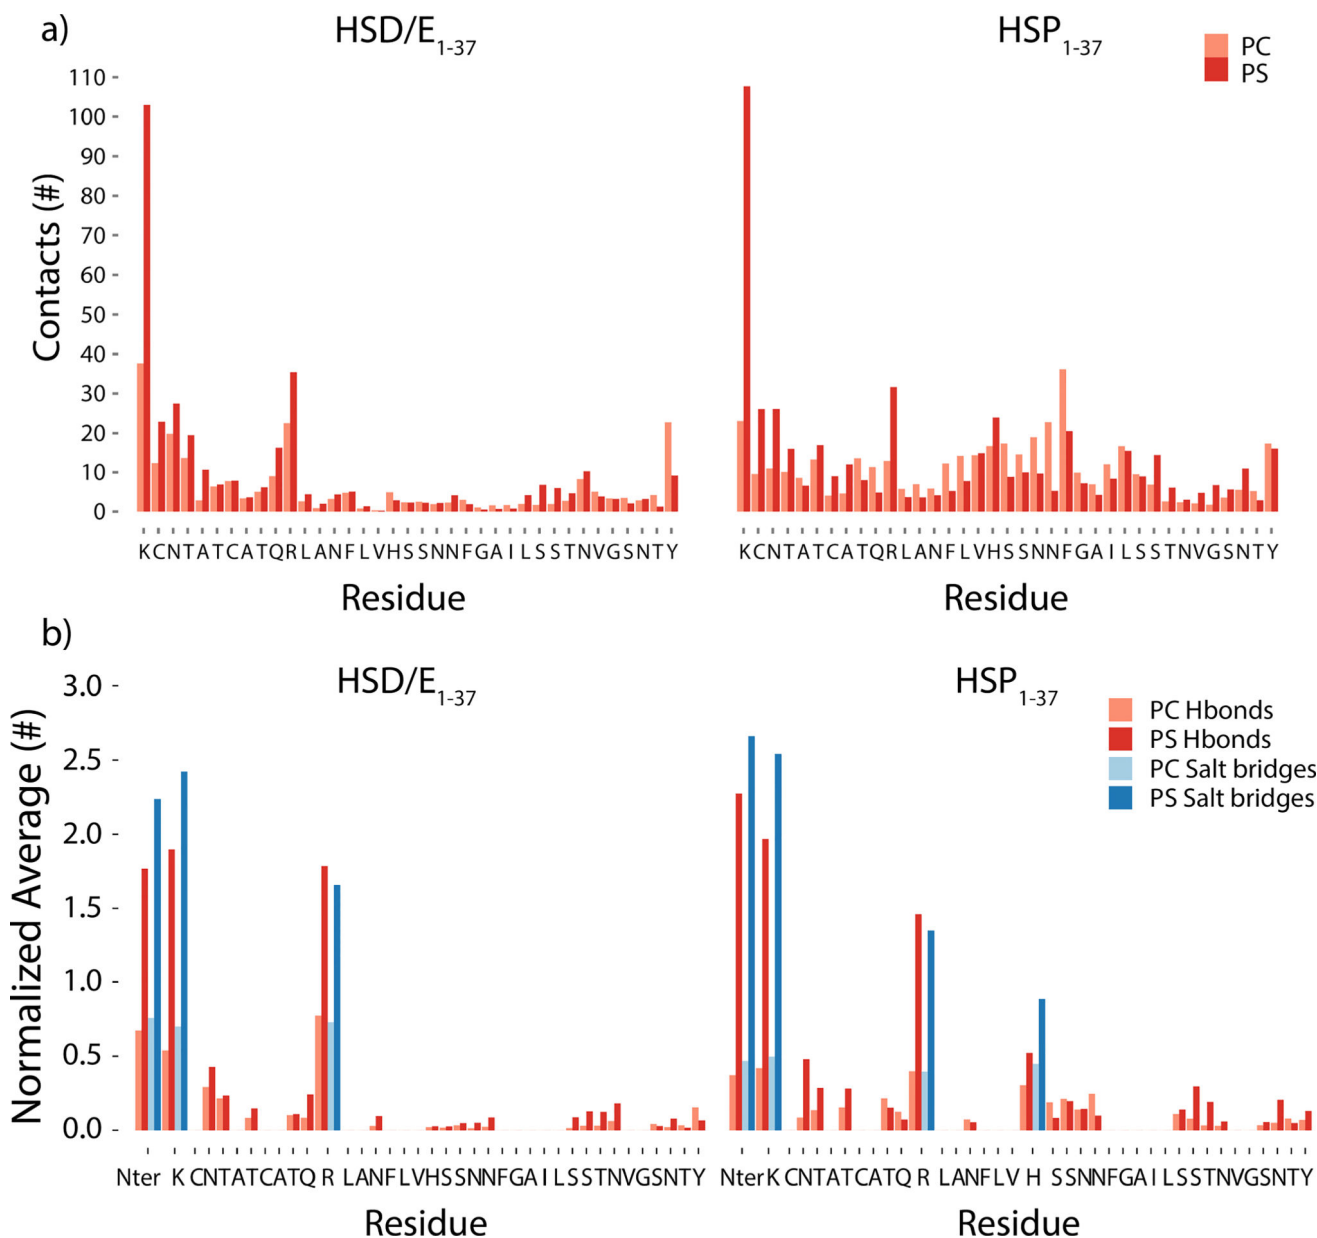 a)
HSD/E1-37
HSP1-37
PC
PS
Contacts (#)
110
100
90
80
70
60
50
40
30
20
10
0
K C N T A T C A T Q R L A N F L V H S S N N F G A I L S S T N V G S N T Y
K C N T A T C A T Q R L A N F L V H S S N N F G A I L S S T N V G S N T Y
Residue
Residue
b)
HSD/E1-37
HSP1-37
PC Hbonds
PS Hbonds
PC Salt bridges
PS Salt bridges
Normalized Average (#)
3.0
2.5
2.0
1.5
1.0
0.5
0.0
Nter K CNTATCATQ R LANFLVHSSNNFGAILSSTNVGSNTY
Nter K CNTATCATQ R LANFLV H SSNNFGAILSSTNVGSNTY
Residue
Residue